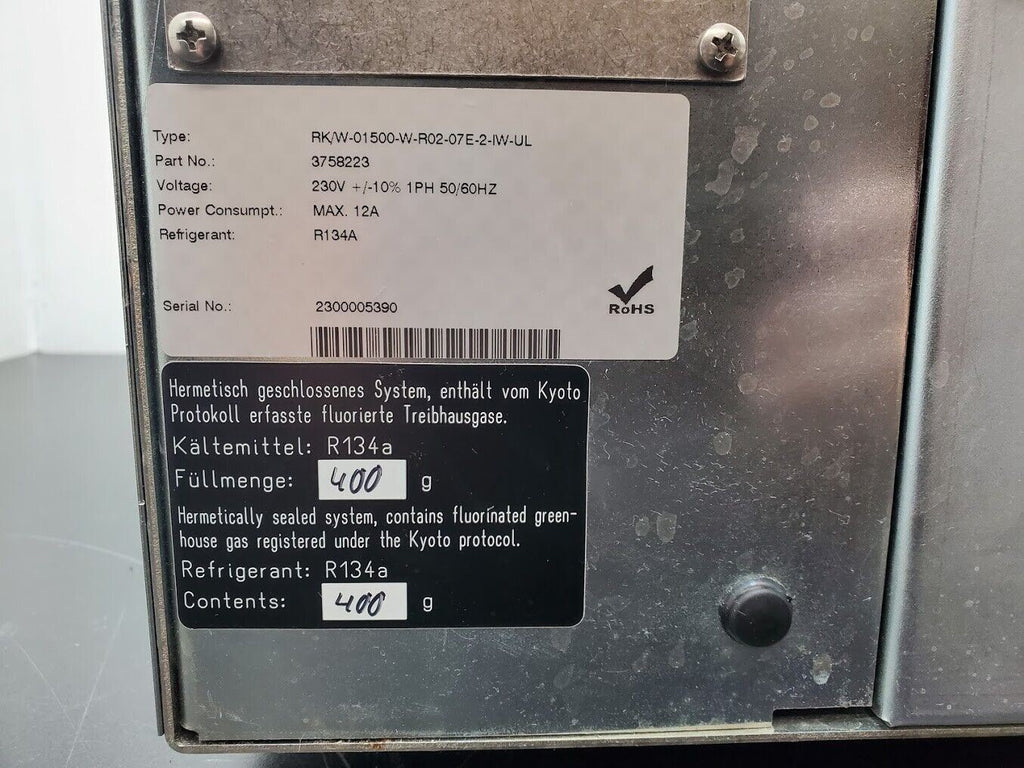 Type: RK/W-01500-W-R02-07E-2-IW-UL
Part No.: 3758223
Voltage: 230V +/-10% 1PH 50/60HZ
Power Consumpt.: MAX. 12A
Refrigerant: R134A
RoHS
Serial No.: 2300005390
Hermetisch geschlossenes System, enthält vom Kyoto
Protokoll erfasste fluorierte Treibhausgase.
Kältemittel: R134a
Füllmenge: 400 g
Hermetically sealed system, contains fluorinated green-
house gas registered under the Kyoto protocol.
Refrigerant: R134a
Contents: 400 g